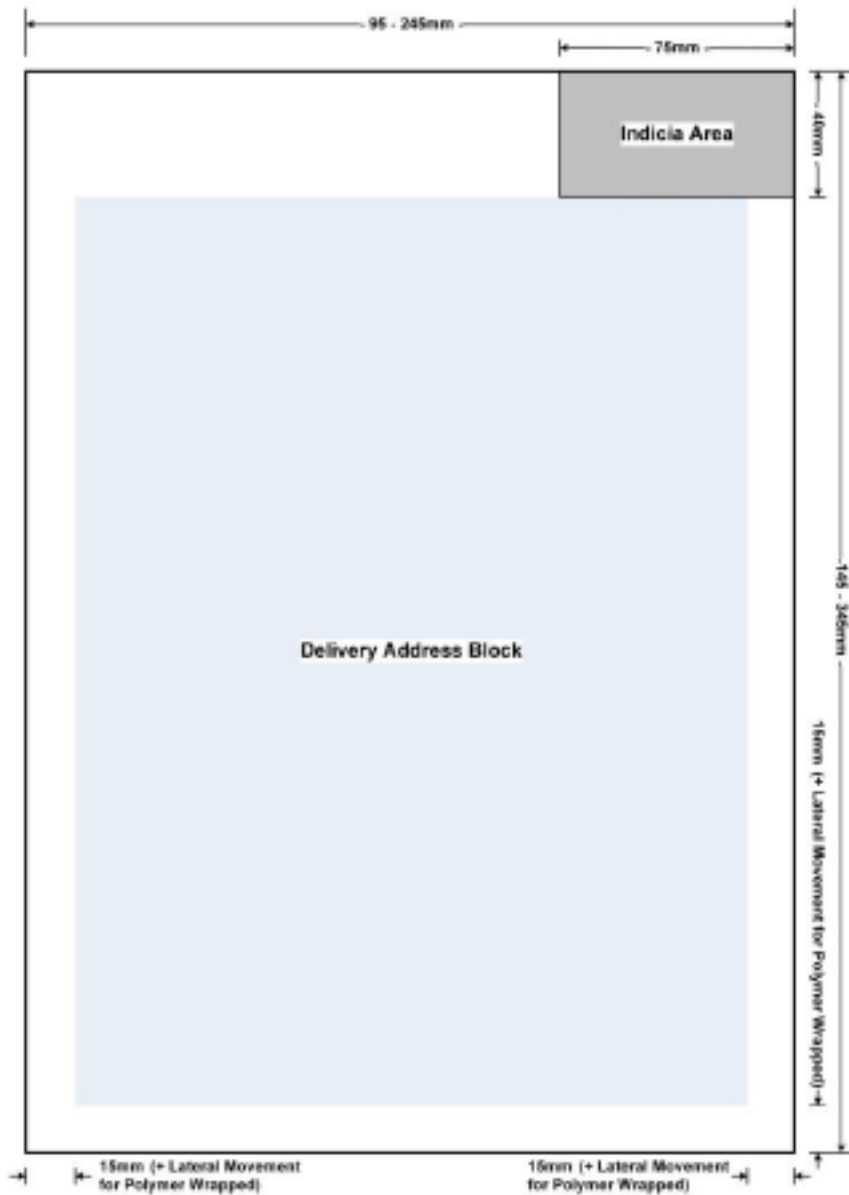 95 - 245mm
75mm
Indicia Area
40mm
Delivery Address Block
145 - 345mm
15mm (+ Lateral Movement for Polymer Wrapped)
15mm (+ Lateral Movement
for Polymer Wrapped)
15mm (+ Lateral Movement
for Polymer Wrapped)